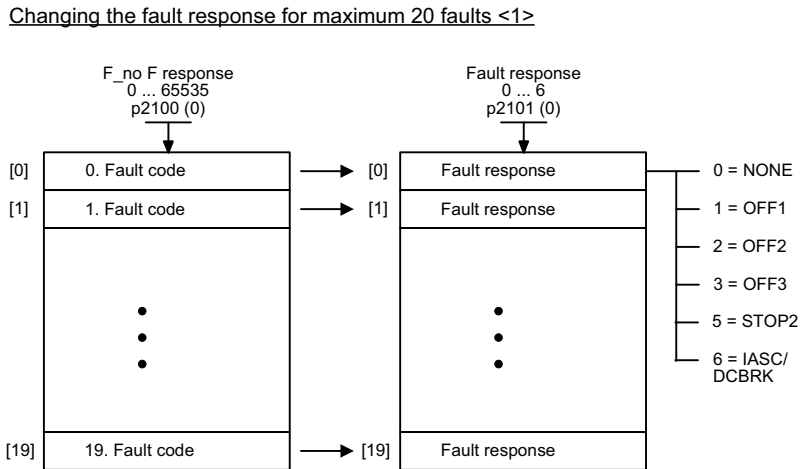 Changing the fault response for maximum 20 faults <1>
F_no F response
0 ... 65535
p2100 (0)
Fault response
0 ... 6
p2101 (0)
[0] 0. Fault code [0] Fault response 0 = NONE
[1] 1. Fault code [1] Fault response 1 = OFF1
2 = OFF2
3 = OFF3
5 = STOP2
6 = IASC/
DCBRK
[19] 19. Fault code [19] Fault response